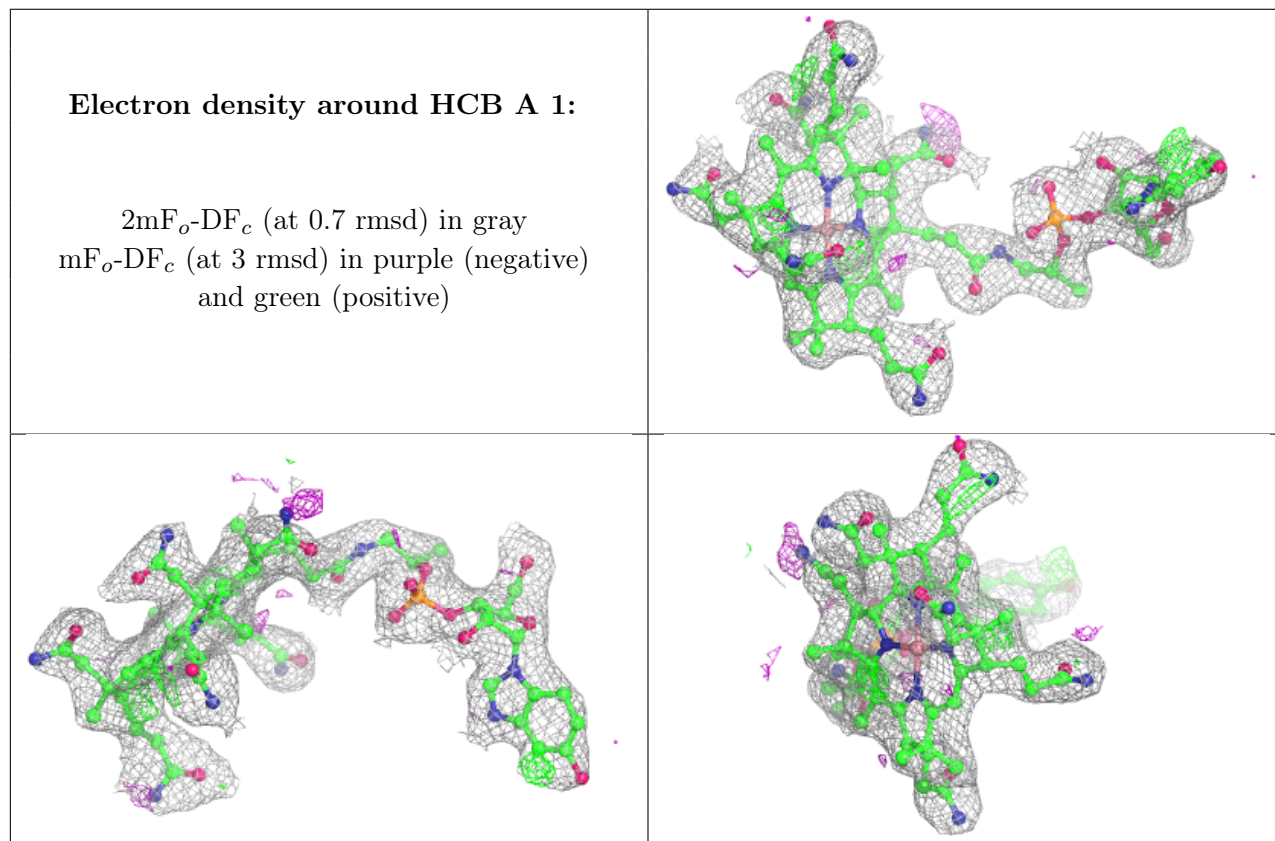 Electron density around HCB A 1:
2mFo-DFc (at 0.7 rmsd) in gray
mFo-DFc (at 3 rmsd) in purple (negative)
and green (positive)